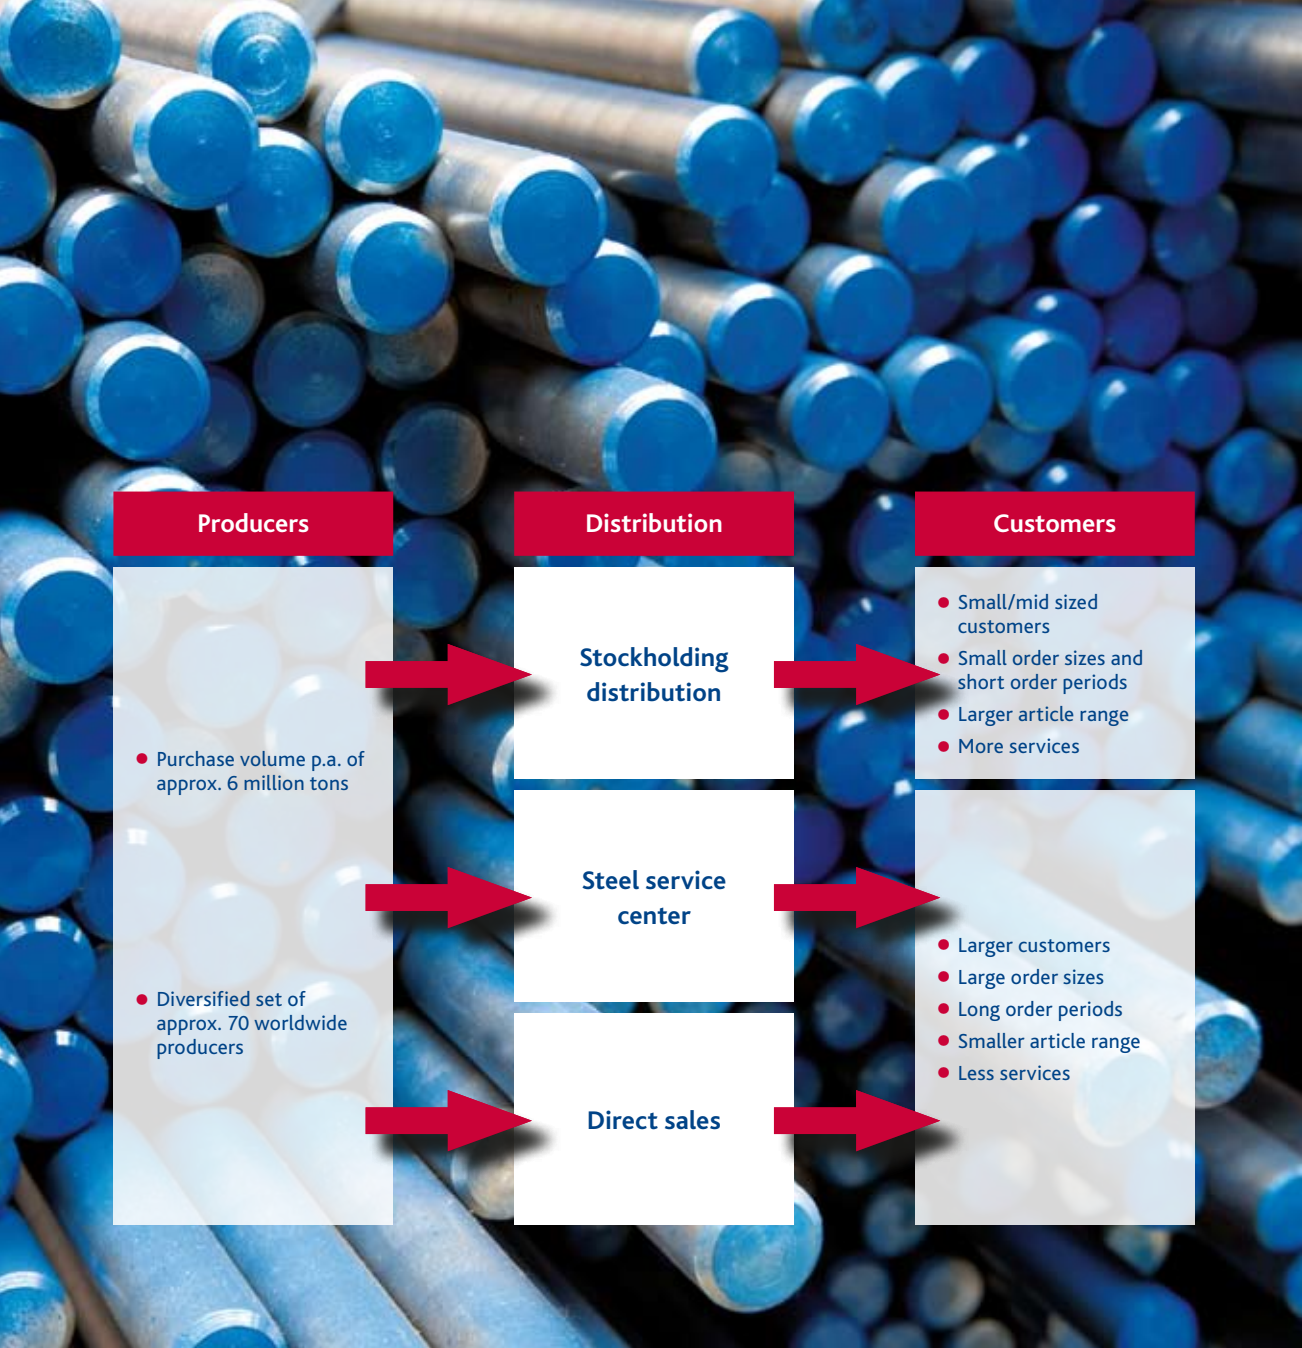 Producers
Distribution
Customers
● Purchase volume p.a. of
approx. 6 million tons
● Diversified set of
approx. 70 worldwide
producers
Stockholding
distribution
Steel service
center
Direct sales
● Small/mid sized
customers
● Small order sizes and
short order periods
● Larger article range
● More services
● Larger customers
● Large order sizes
● Long order periods
● Smaller article range
● Less services